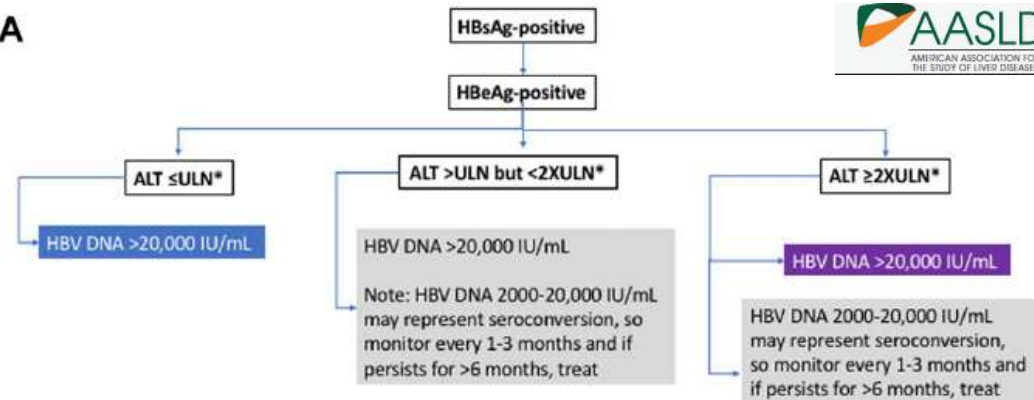 A
AASLD
AMERICAN ASSOCIATION FO
THE STUDY OF LIVER DISEASE
HBsAg-positive
HBeAg-positive
ALT ≤ULN*
ALT >ULN but <2XULN*
ALT ≥2XULN*
HBV DNA >20,000 IU/mL
HBV DNA >20,000 IU/mL
Note: HBV DNA 2000-20,000 IU/mL
may represent seroconversion, so
monitor every 1-3 months and if
persists for >6 months, treat
HBV DNA >20,000 IU/mL
HBV DNA 2000-20,000 IU/mL
may represent seroconversion,
so monitor every 1-3 months and
if persists for >6 months, treat